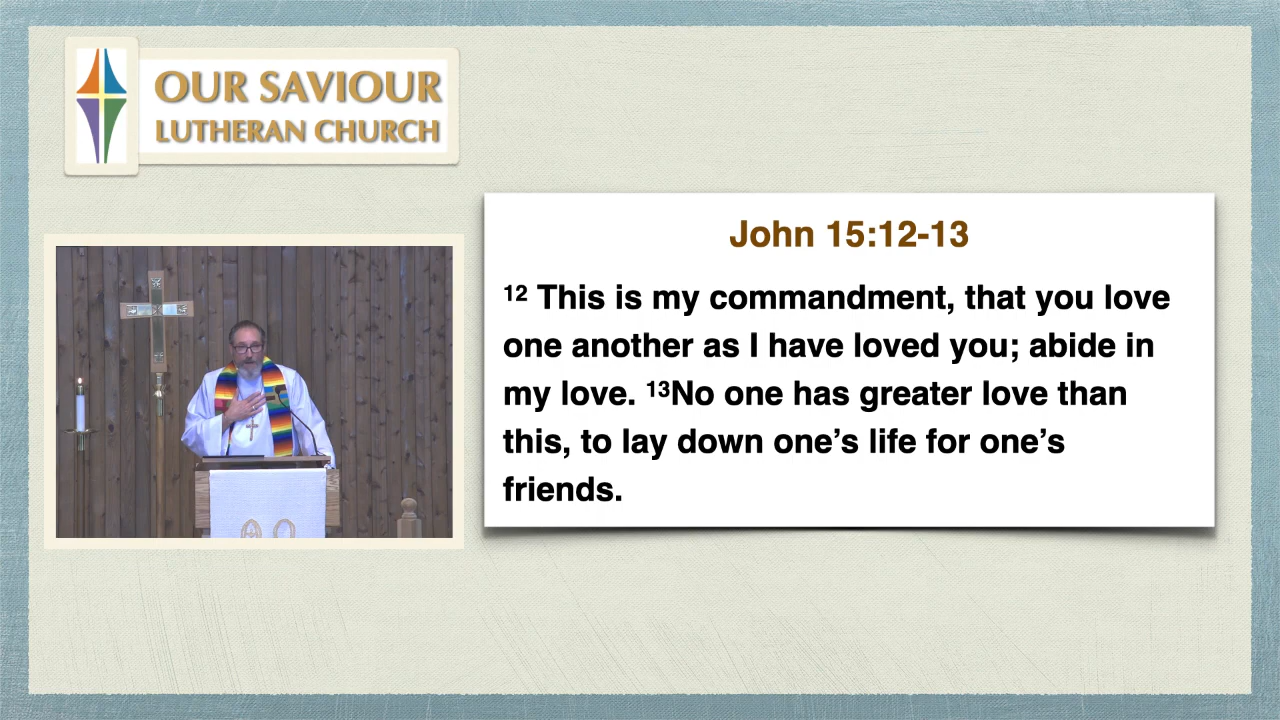 OUR SAVIOUR
LUTHERAN CHURCH
John 15:12-13
¹² This is my commandment, that you love
one another as I have loved you; abide in
my love. ¹³No one has greater love than
this, to lay down one’s life for one’s
friends.